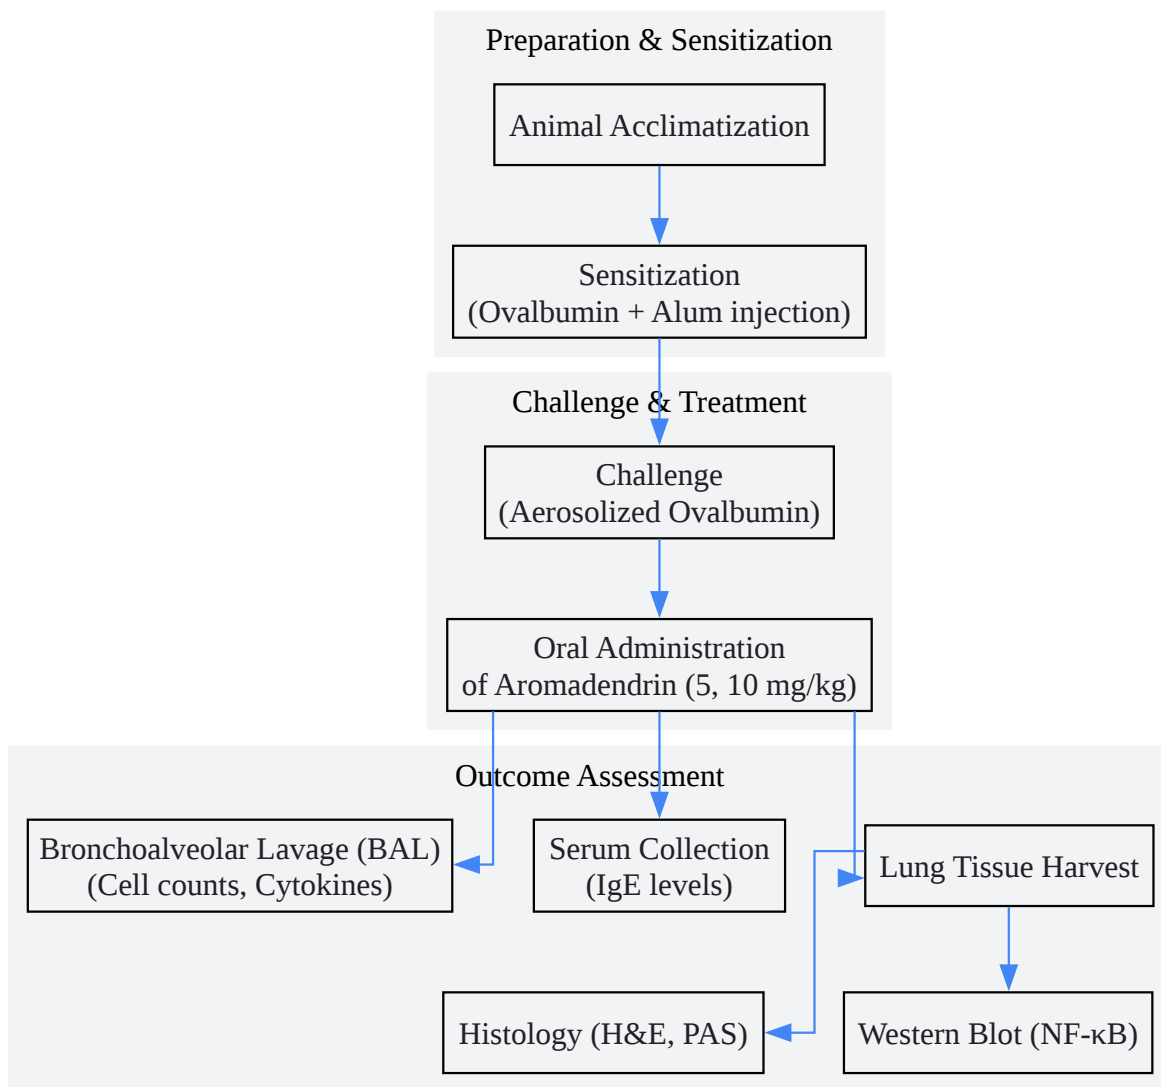 Preparation & Sensitization
Animal Acclimatization
Sensitization
(Ovalbumin + Alum injection)
Challenge & Treatment
Challenge
(Aerosolized Ovalbumin)
Oral Administration
of Aromadendrin (5, 10 mg/kg)
Outcome Assessment
Bronchoalveolar Lavage (BAL)
(Cell counts, Cytokines)
Serum Collection
(IgE levels)
Lung Tissue Harvest
Histology (H&E, PAS)
Western Blot (NF-κB)